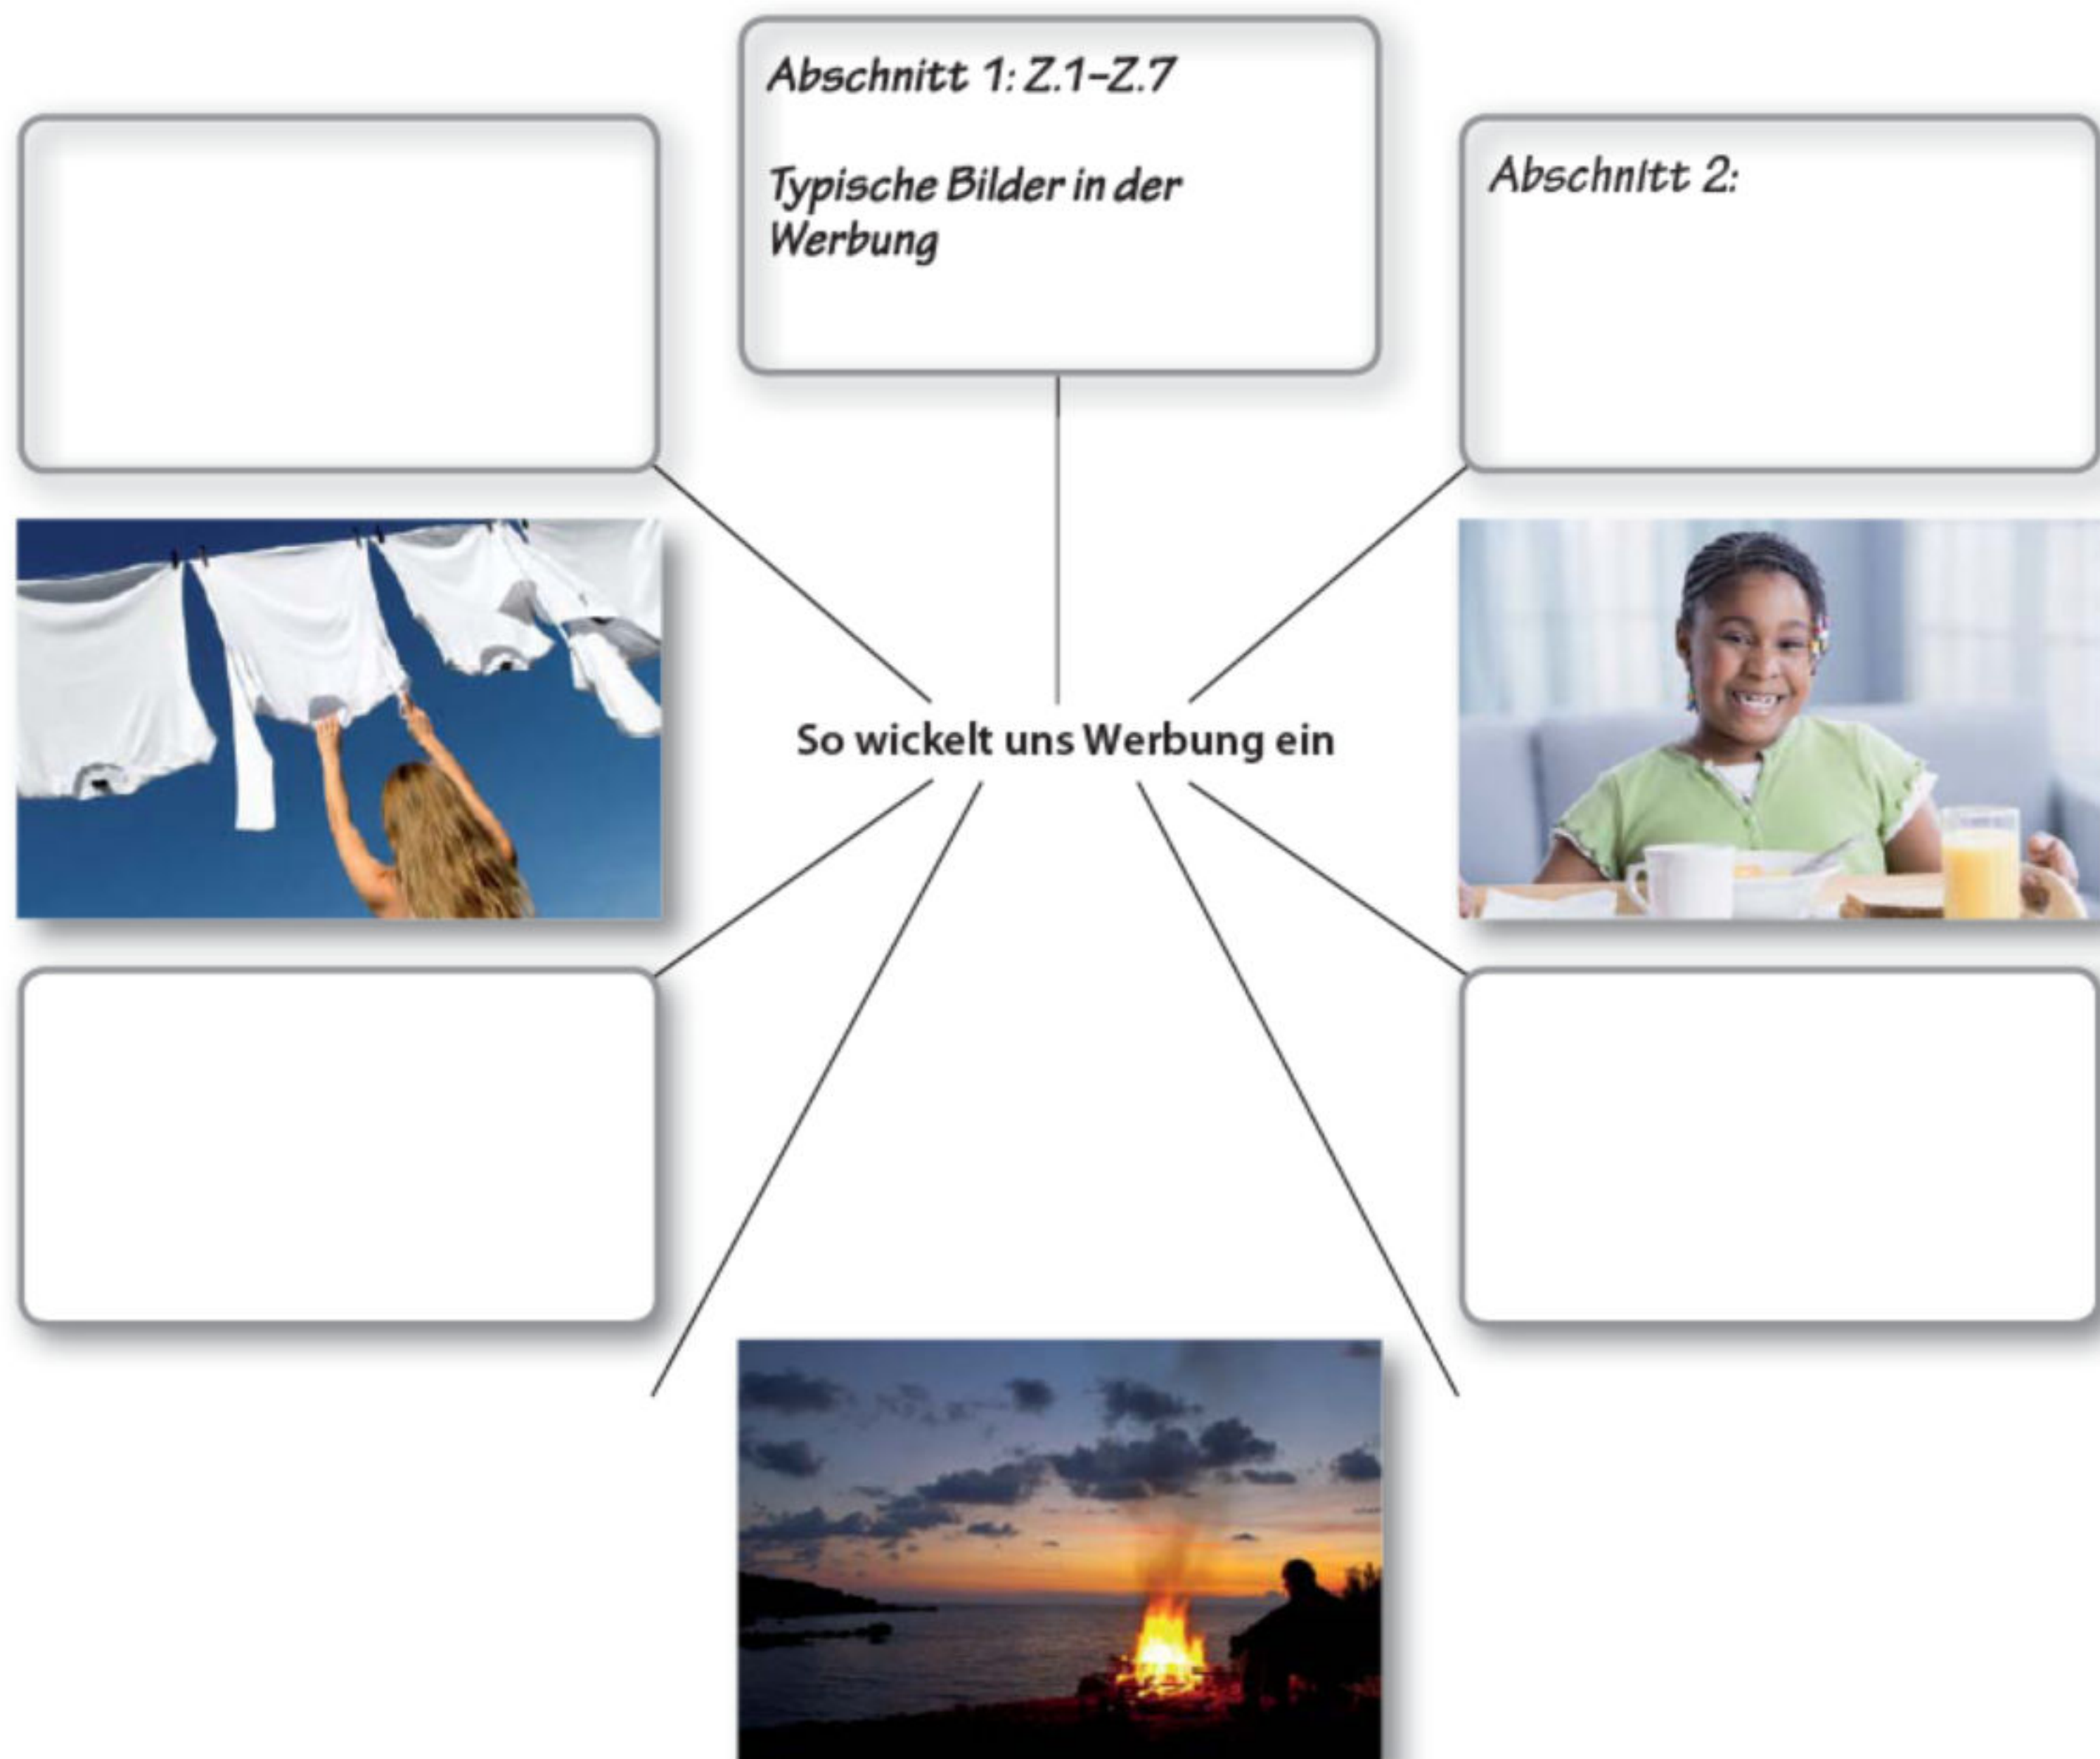 Abschnitt 1: Z.1–Z.7
Typische Bilder in der
Werbung
Abschnitt 2:
So wickelt uns Werbung ein